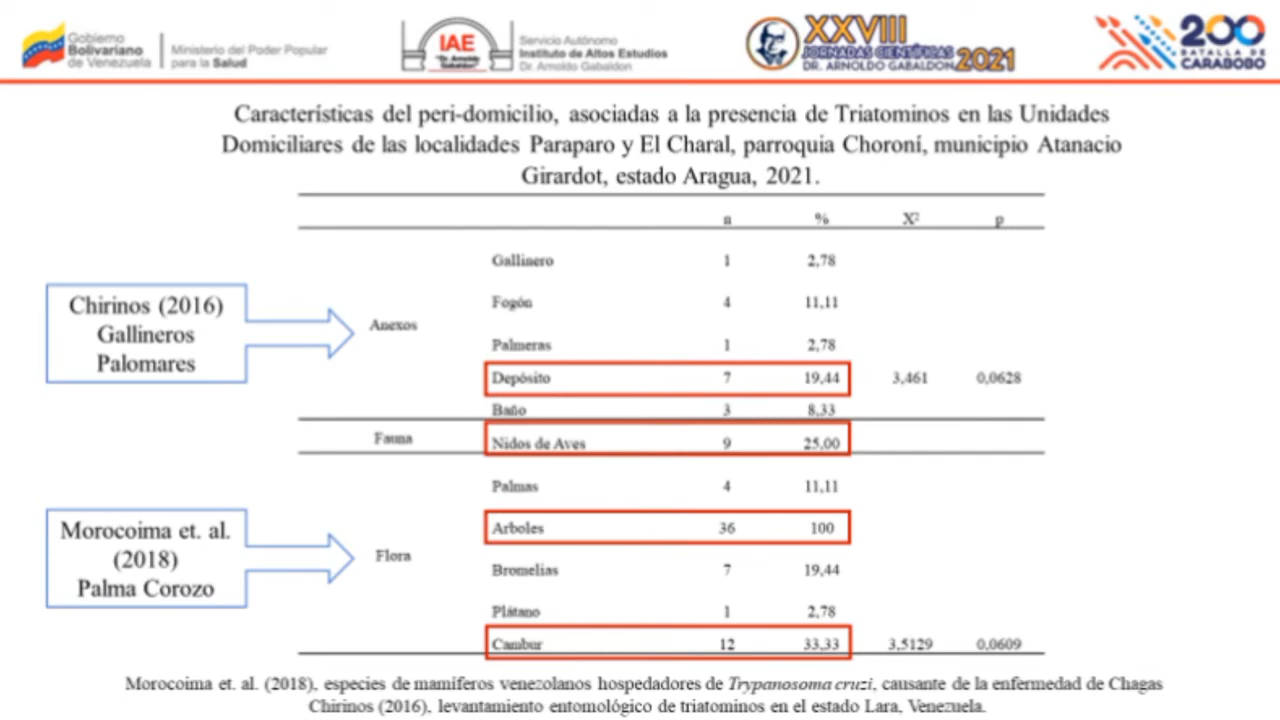 Gobierno
Bolivariano
de Venezuela
Ministerio del Poder Popular
para la Salud
IAE
"Dr. Arnoldo
Gabaldon"
Servicio Autónomo
Instituto de Altos Estudios
Dr. Arnoldo Gabaldon
XXVIII
JORNADAS CIENTÍFICAS
DR. ARNOLDO GABALDON
2021
200
BATALLA DE
CARABOBO
Características del peri-domicilio, asociadas a la presencia de Triatominos en las Unidades
Domiciliares de las localidades Paraparo y El Charal, parroquia Choroní, municipio Atanacio
Girardot, estado Aragua, 2021.
n % X² p
Gallinero 1 2,78
Fogón 4 11,11
Chirinos (2016)
Gallineros
Palomares
Anexos
Palmeras 1 2,78
Depósito 7 19,44 3,461 0,0628
Baño 3 8,33
Fauna Nidos de Aves 9 25,00
Palmas 4 11,11
Morocoima et. al.
(2018)
Palma Corozo
Arboles 36 100
Flora
Bromelias 7 19,44
Plátano 1 2,78
Cambur 12 33,33 3,5129 0,0609
Morocoima et. al. (2018), especies de mamíferos venezolanos hospedadores de Trypanosoma cruzi, causante de la enfermedad de Chagas
Chirinos (2016), levantamiento entomológico de triatominos en el estado Lara, Venezuela.